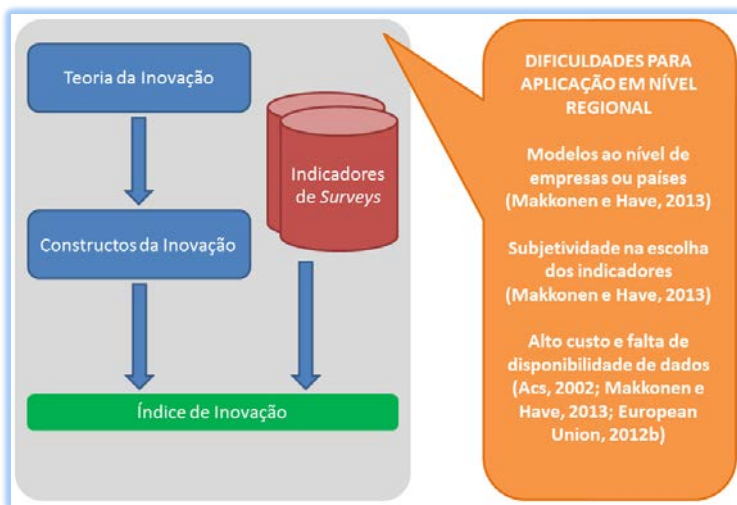 Teoria da Inovação
Indicadores
de Surveys
Constructos da Inovação
Índice de Inovação
DIFICULDADES PARA
APLICAÇÃO EM NÍVEL
REGIONAL
Modelos ao nível de
empresas ou países
(Makkonen e Have, 2013)
Subjetividade na escolha
dos indicadores
(Makkonen e Have, 2013)
Alto custo e falta de
disponibilidade de dados
(Acs, 2002; Makkonen e
Have, 2013; European
Union, 2012b)